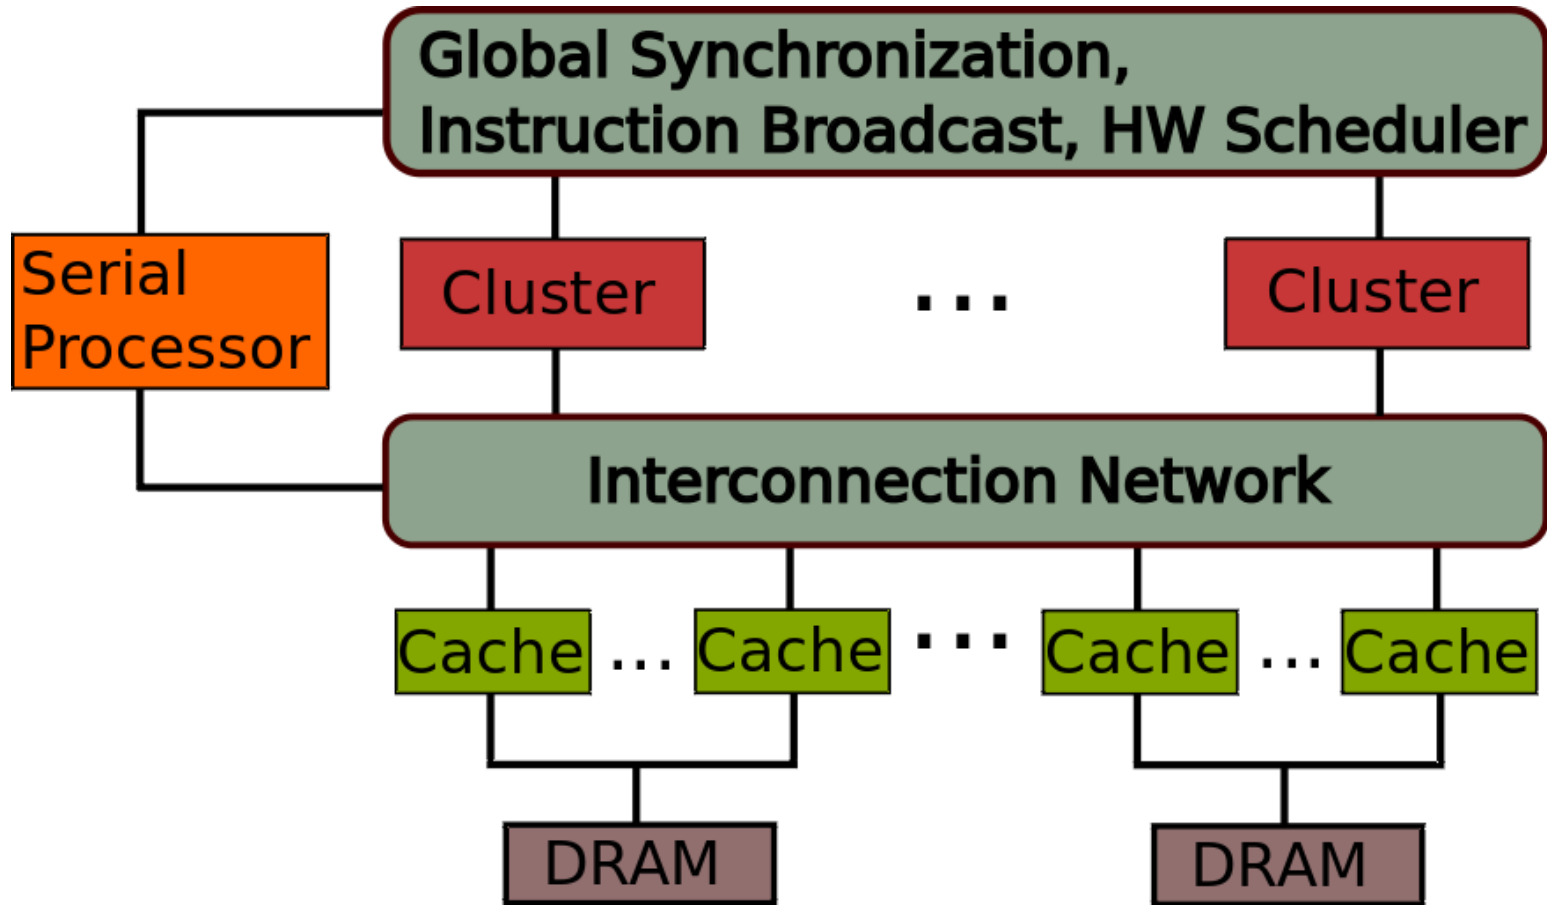 Global Synchronization,
Instruction Broadcast, HW Scheduler
Serial
Processor
Cluster ... Cluster
Interconnection Network
Cache ... Cache ... Cache ... Cache
DRAM DRAM